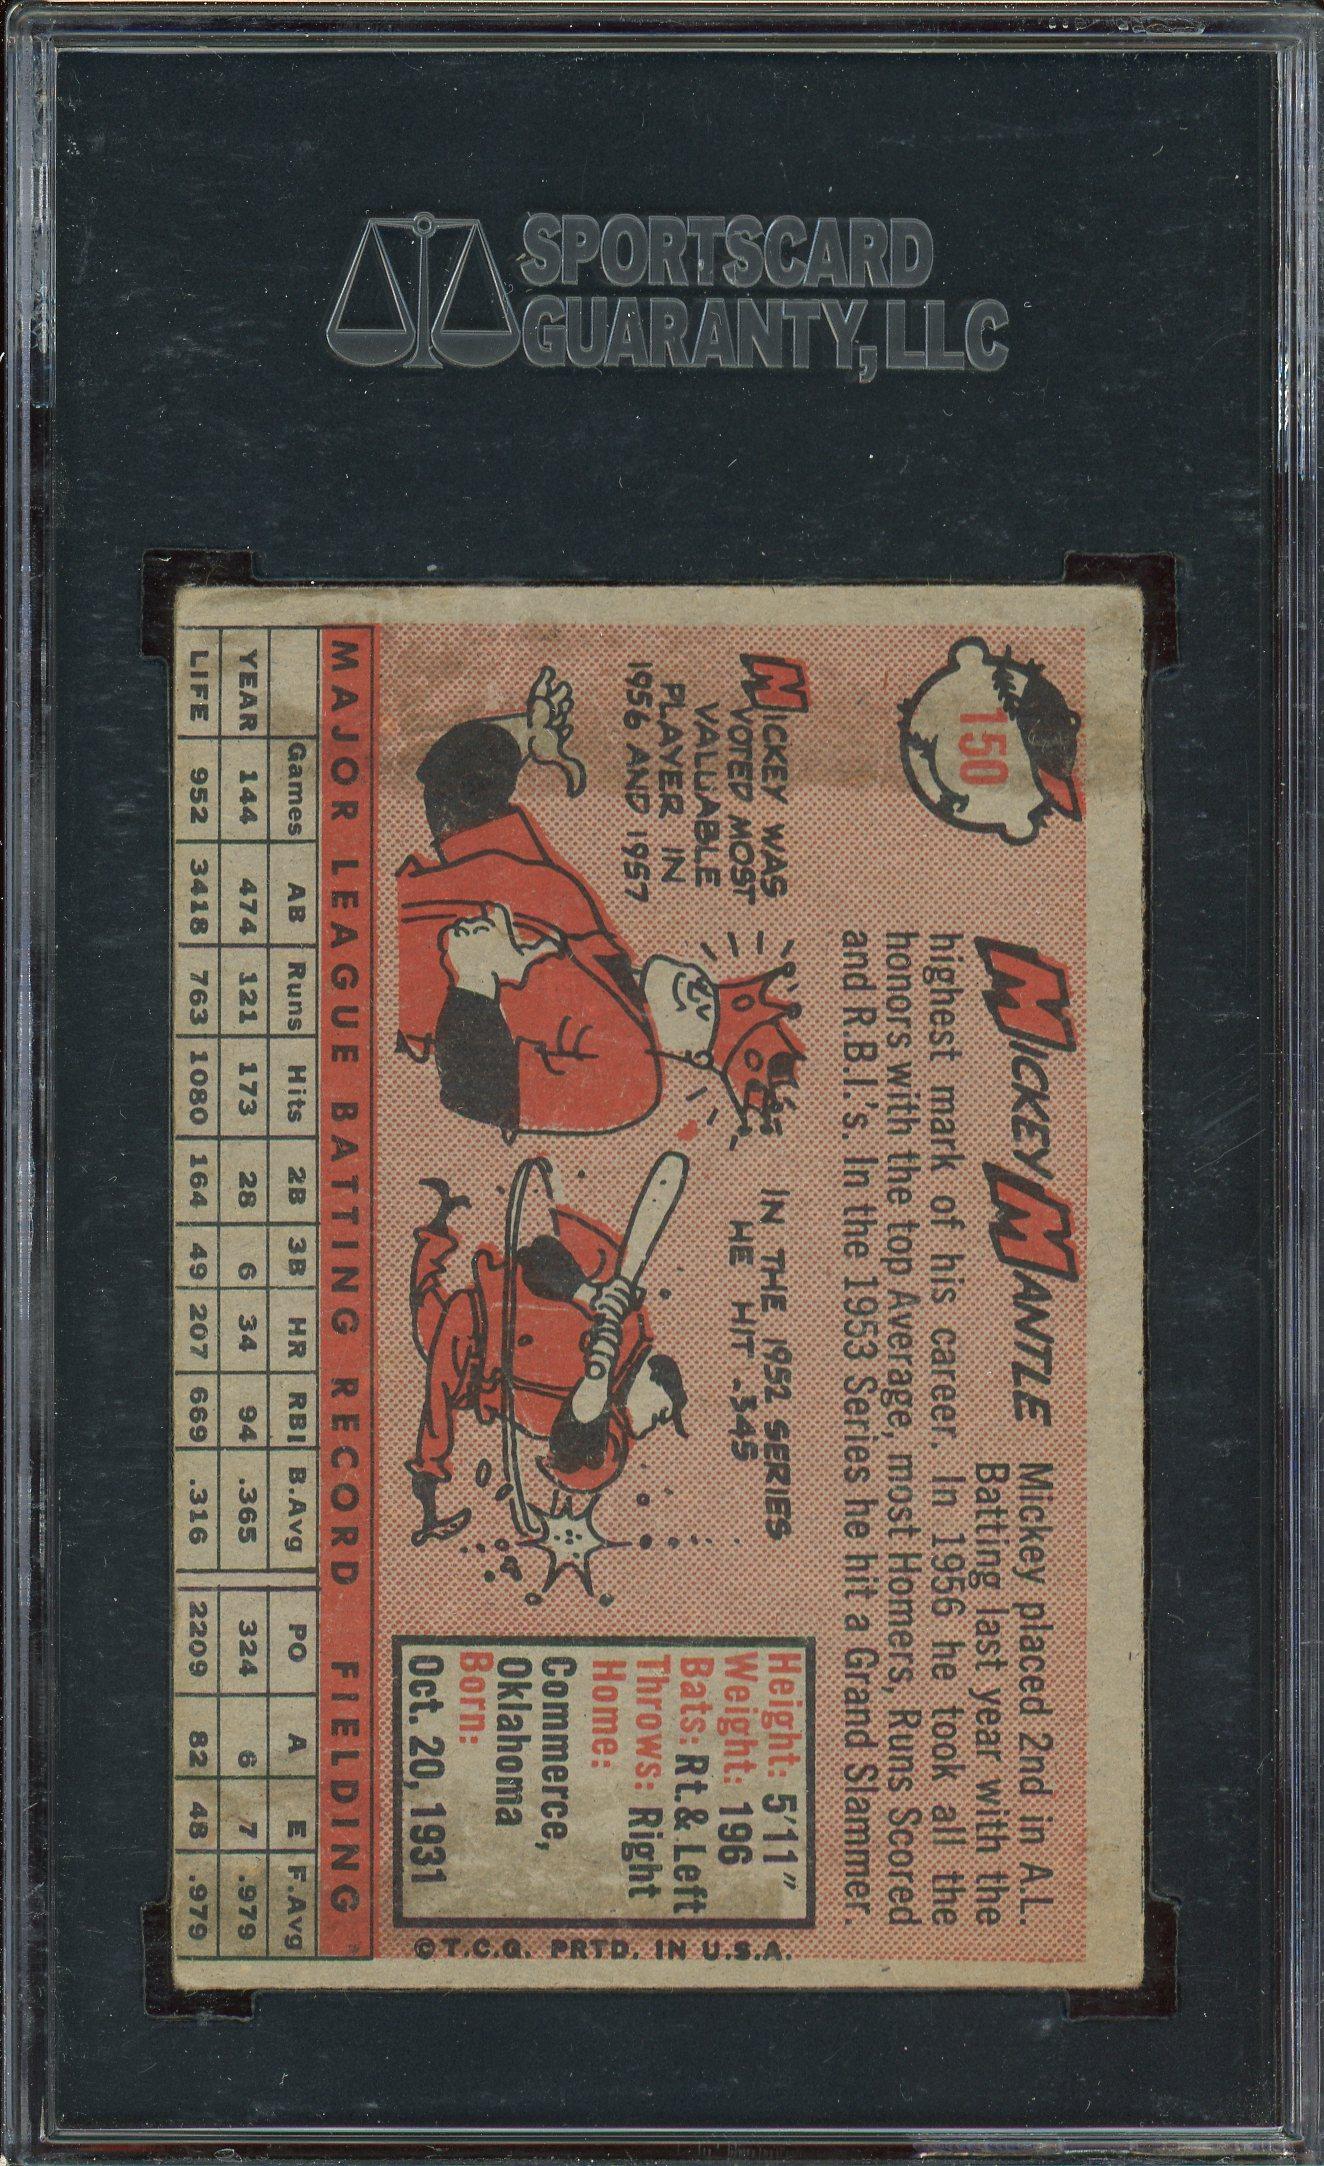 SPORTSCARD
GUARANTY, LLC
150
MICKEY MANTLE
Mickey placed 2nd in A.L.
Batting last year with the
highest mark of his career. In 1956 he took all the
honors with the top Average, most Homers, Runs Scored
and R.B.I.'s. In the 1953 Series he hit a Grand Slammer.
MICKEY WAS
VOTED MOST
VALUABLE
PLAYER IN
1956 AND 1957
IN THE 1952 SERIES
HE HIT .345
Height: 5'11"
Weight: 196
Bats: Rt. & Left
Throws: Right
Home:
Commerce,
Oklahoma
Born:
Oct. 20, 1931
©T.C.G. PRTD. IN U.S.A.
MAJOR LEAGUE BATTING RECORD FIELDING
Games AB Runs Hits 2B 3B HR RBI B.Avg PO A E F.Avg
YEAR 144 474 121 173 28 6 34 94 .365 324 6 7 .979
LIFE 952 3418 763 1080 164 49 207 669 .316 2209 82 48 .979